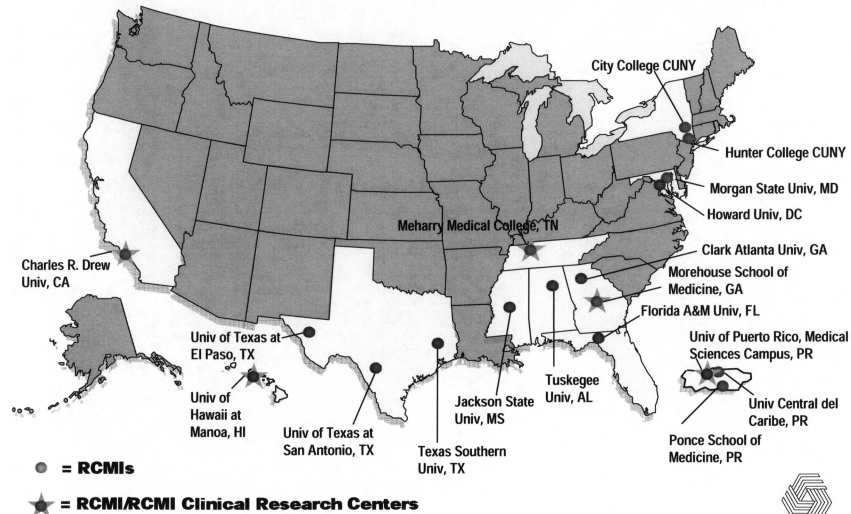 City College CUNY
Hunter College CUNY
Morgan State Univ, MD
Howard Univ, DC
Meharry Medical College, TN
Clark Atlanta Univ, GA
Charles R. Drew
Univ, CA
Morehouse School of
Medicine, GA
Florida A&M Univ, FL
Univ of Texas at
El Paso, TX
Univ of Puerto Rico, Medical
Sciences Campus, PR
Univ of
Hawaii at
Manoa, HI
Univ of Texas at
San Antonio, TX
Texas Southern
Univ, TX
Jackson State
Univ, MS
Tuskegee
Univ, AL
Univ Central del
Caribe, PR
Ponce School of
Medicine, PR
= RCMIs
= RCMI/RCMI Clinical Research Centers